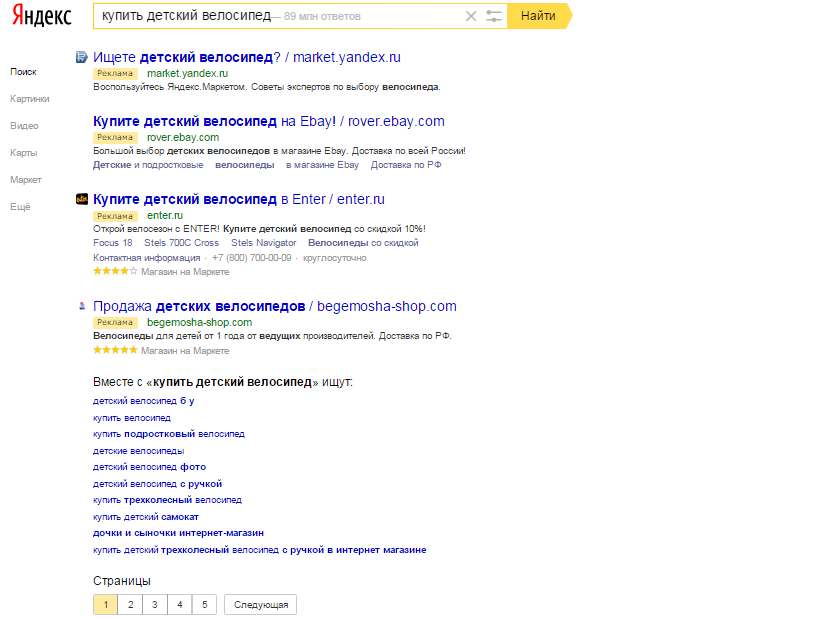 Яндекс
купить детский велосипед — 89 млн ответов
Найти
Поиск
Картинки
Видео
Карты
Маркет
Ещё
Ищете детский велосипед? / market.yandex.ru
Реклама market.yandex.ru
Воспользуйтесь Яндекс.Маркетом. Советы экспертов по выбору велосипеда.
Купите детский велосипед на Ebay! / rover.ebay.com
Реклама rover.ebay.com
Большой выбор детских велосипедов в магазине Ebay. Доставка по всей России!
Детские и подростковые велосипеды в магазине Ebay Доставка по РФ
Купите детский велосипед в Enter / enter.ru
Реклама enter.ru
Открой велосезон с ENTER! Купите детский велосипед со скидкой 10%!
Focus 18 Stels 700C Cross Stels Navigator Велосипеды со скидкой
Контактная информация · +7 (800) 700-00-09 · круглосуточно
Магазин на Маркете
Продажа детских велосипедов / begemosha-shop.com
Реклама begemosha-shop.com
Велосипеды для детей от 1 года от ведущих производителей. Доставка по РФ.
Магазин на Маркете
Вместе с «купить детский велосипед» ищут:
детский велосипед б у
купить велосипед
купить подростковый велосипед
детские велосипеды
детский велосипед фото
детский велосипед с ручкой
купить трехколесный велосипед
купить детский самокат
дочки и сыночки интернет-магазин
купить детский трехколесный велосипед с ручкой в интернет магазине
Страницы
1 2 3 4 5 Следующая